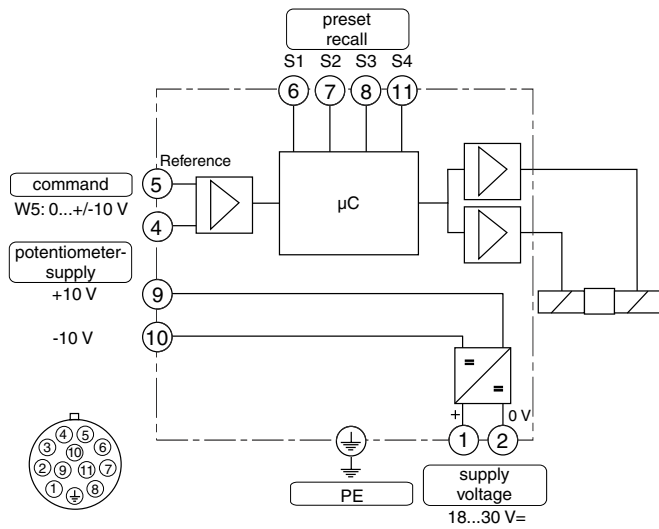 preset
recall
S1 S2 S3 S4
6 7 8 11
Reference
5
command
W5: 0...+/-10 V
4
µC
potentiometer-
supply
+10 V
9
-10 V
10
=
=
+ 0 V
1 2
PE
supply
voltage
18...30 V=
4 5
3 10 6
2 9 11 7
1 8